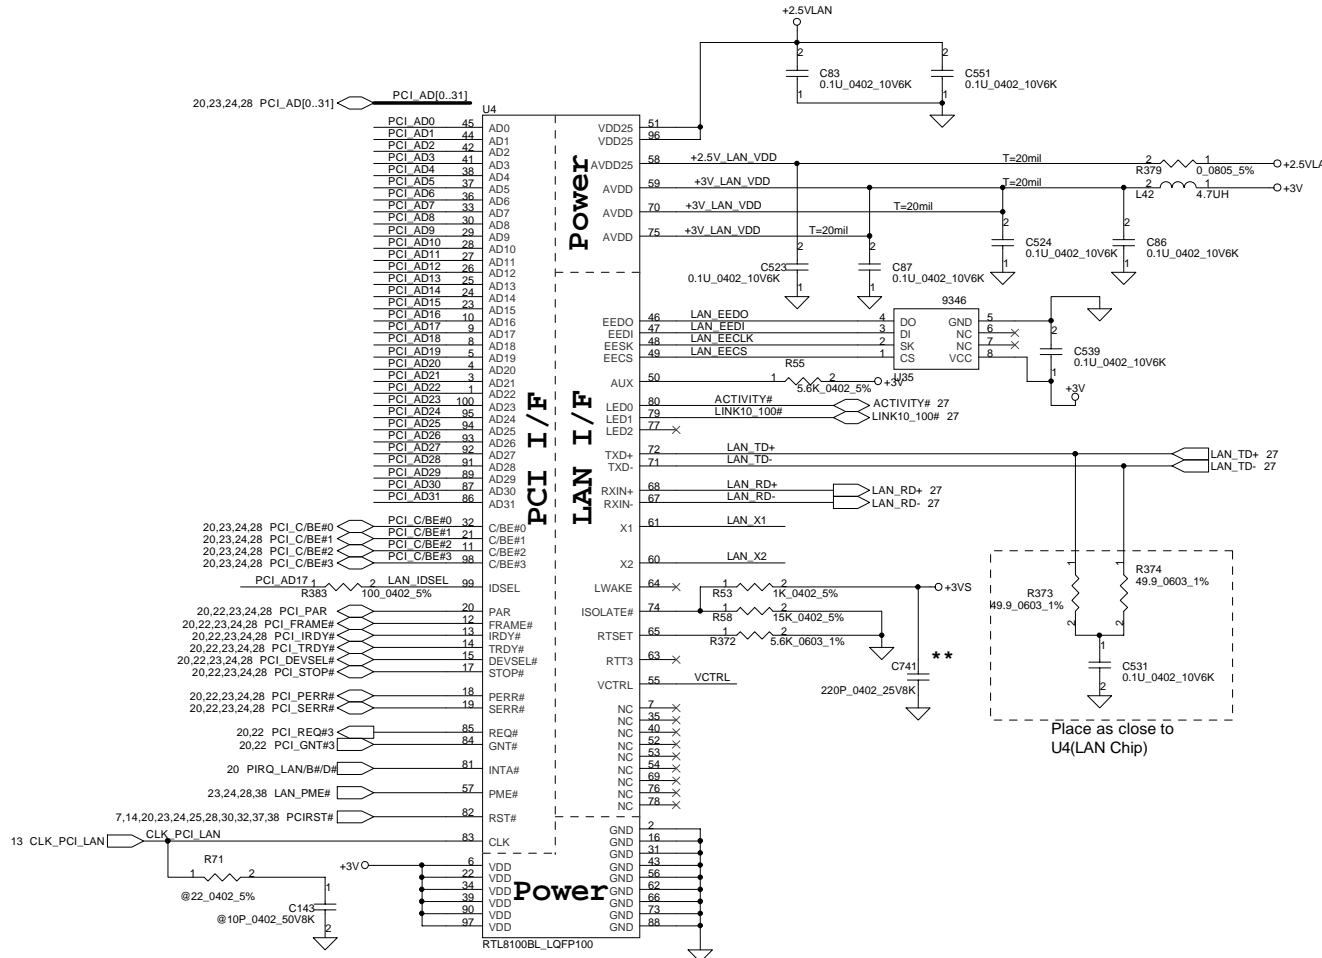 +2.5VLAN
C83
0.1U_0402_10V6K
C551
0.1U_0402_10V6K
20,23,24,28 PCI_AD[0..31] PCI_AD[0..31]
U4
PCI_AD0 45 AD0
PCI_AD1 44 AD1
PCI_AD2 42 AD2
PCI_AD3 41 AD3
PCI_AD4 38 AD4
PCI_AD5 37 AD5
PCI_AD6 36 AD6
PCI_AD7 33 AD7
PCI_AD8 30 AD8
PCI_AD9 29 AD9
PCI_AD10 28 AD10
PCI_AD11 27 AD11
PCI_AD12 26 AD12
PCI_AD13 25 AD13
PCI_AD14 24 AD14
PCI_AD15 23 AD15
PCI_AD16 10 AD16
PCI_AD17 9 AD17
PCI_AD18 8 AD18
PCI_AD19 5 AD19
PCI_AD20 4 AD20
PCI_AD21 3 AD21
PCI_AD22 1 AD22
PCI_AD23 100 AD23
PCI_AD24 95 AD24
PCI_AD25 94 AD25
PCI_AD26 93 AD26
PCI_AD27 92 AD27
PCI_AD28 91 AD28
PCI_AD29 89 AD29
PCI_AD30 87 AD30
PCI_AD31 86 AD31
20,23,24,28 PCI_C/BE#0 PCI_C/BE#0 32 C/BE#0
20,23,24,28 PCI_C/BE#1 PCI_C/BE#1 21 C/BE#1
20,23,24,28 PCI_C/BE#2 PCI_C/BE#2 11 C/BE#2
20,23,24,28 PCI_C/BE#3 PCI_C/BE#3 98 C/BE#3
PCI_AD17 1 2 LAN_IDSEL 99 IDSEL
R383 100_0402_5%
20,22,23,24,28 PCI_PAR 20 PAR
20,22,23,24,28 PCI_FRAME# 12 FRAME#
20,22,23,24,28 PCI_IRDY# 13 IRDY#
20,22,23,24,28 PCI_TRDY# 14 TRDY#
20,22,23,24,28 PCI_DEVSEL# 15 DEVSEL#
20,22,23,24,28 PCI_STOP# 17 STOP#
20,22,23,24,28 PCI_PERR# 18 PERR#
20,22,23,24,28 PCI_SERR# 19 SERR#
20,22 PCI_REQ#3 85 REQ#
20,22 PCI_GNT#3 84 GNT#
20 PIRQ_LAN/B#/D# 81 INTA#
23,24,28,38 LAN_PME# 57 PME#
7,14,20,23,24,25,28,30,32,37,38 PCIRST# 82 RST#
13 CLK_PCI_LAN CLK_PCI_LAN 83 CLK
R71
1 2
@22_0402_5%
1
C143
@10P_0402_50V8K
2
+3V 6 VDD
22 VDD
34 VDD
39 VDD
90 VDD
97 VDD
RTL8100BL_LQFP100
Power
PCI I/F
LAN I/F
Power
VDD25 51
VDD25 96
AVDD25 58 +2.5V_LAN_VDD T=20mil 2 1 +2.5VLA
R379 0_0805_5%
AVDD 59 +3V_LAN_VDD T=20mil 2 1 +3V
L42 4.7UH
AVDD 70 +3V_LAN_VDD T=20mil
AVDD 75 +3V_LAN_VDD T=20mil
C523
0.1U_0402_10V6K
C87
0.1U_0402_10V6K
C524
0.1U_0402_10V6K
C86
0.1U_0402_10V6K
9346
EEDO 46 LAN_EEDO 4 DO GND 5
EEDI 47 LAN_EEDI 3 DI NC 6
EESK 48 LAN_EECLK 2 SK NC 7
EECS 49 LAN_EECS 1 CS VCC 8
U35
C539
0.1U_0402_10V6K
+3V
AUX 50 R55 1 2 +3V
5.6K_0402_5%
LED0 80 ACTIVITY# ACTIVITY# 27
LED1 79 LINK10_100# LINK10_100# 27
LED2 77
TXD+ 72 LAN_TD+ LAN_TD+ 27
TXD- 71 LAN_TD- LAN_TD- 27
RXIN+ 68 LAN_RD+ LAN_RD+ 27
RXIN- 67 LAN_RD- LAN_RD- 27
X1 61 LAN_X1
X2 60 LAN_X2
LWAKE 64
ISOLATE# 74
R53 1 2 1K_0402_5% +3VS
R58 1 2 15K_0402_5%
RTSET 65 R372 1 2 5.6K_0603_1%
RTT3 63
VCTRL 55 VCTRL
C741 **
220P_0402_25V8K
NC 7
NC 35
NC 40
NC 52
NC 53
NC 54
NC 69
NC 76
NC 78
GND 2
GND 16
GND 31
GND 43
GND 56
GND 62
GND 66
GND 73
GND 88
R373
49.9_0603_1%
R374
49.9_0603_1%
C531
0.1U_0402_10V6K
Place as close to
U4(LAN Chip)